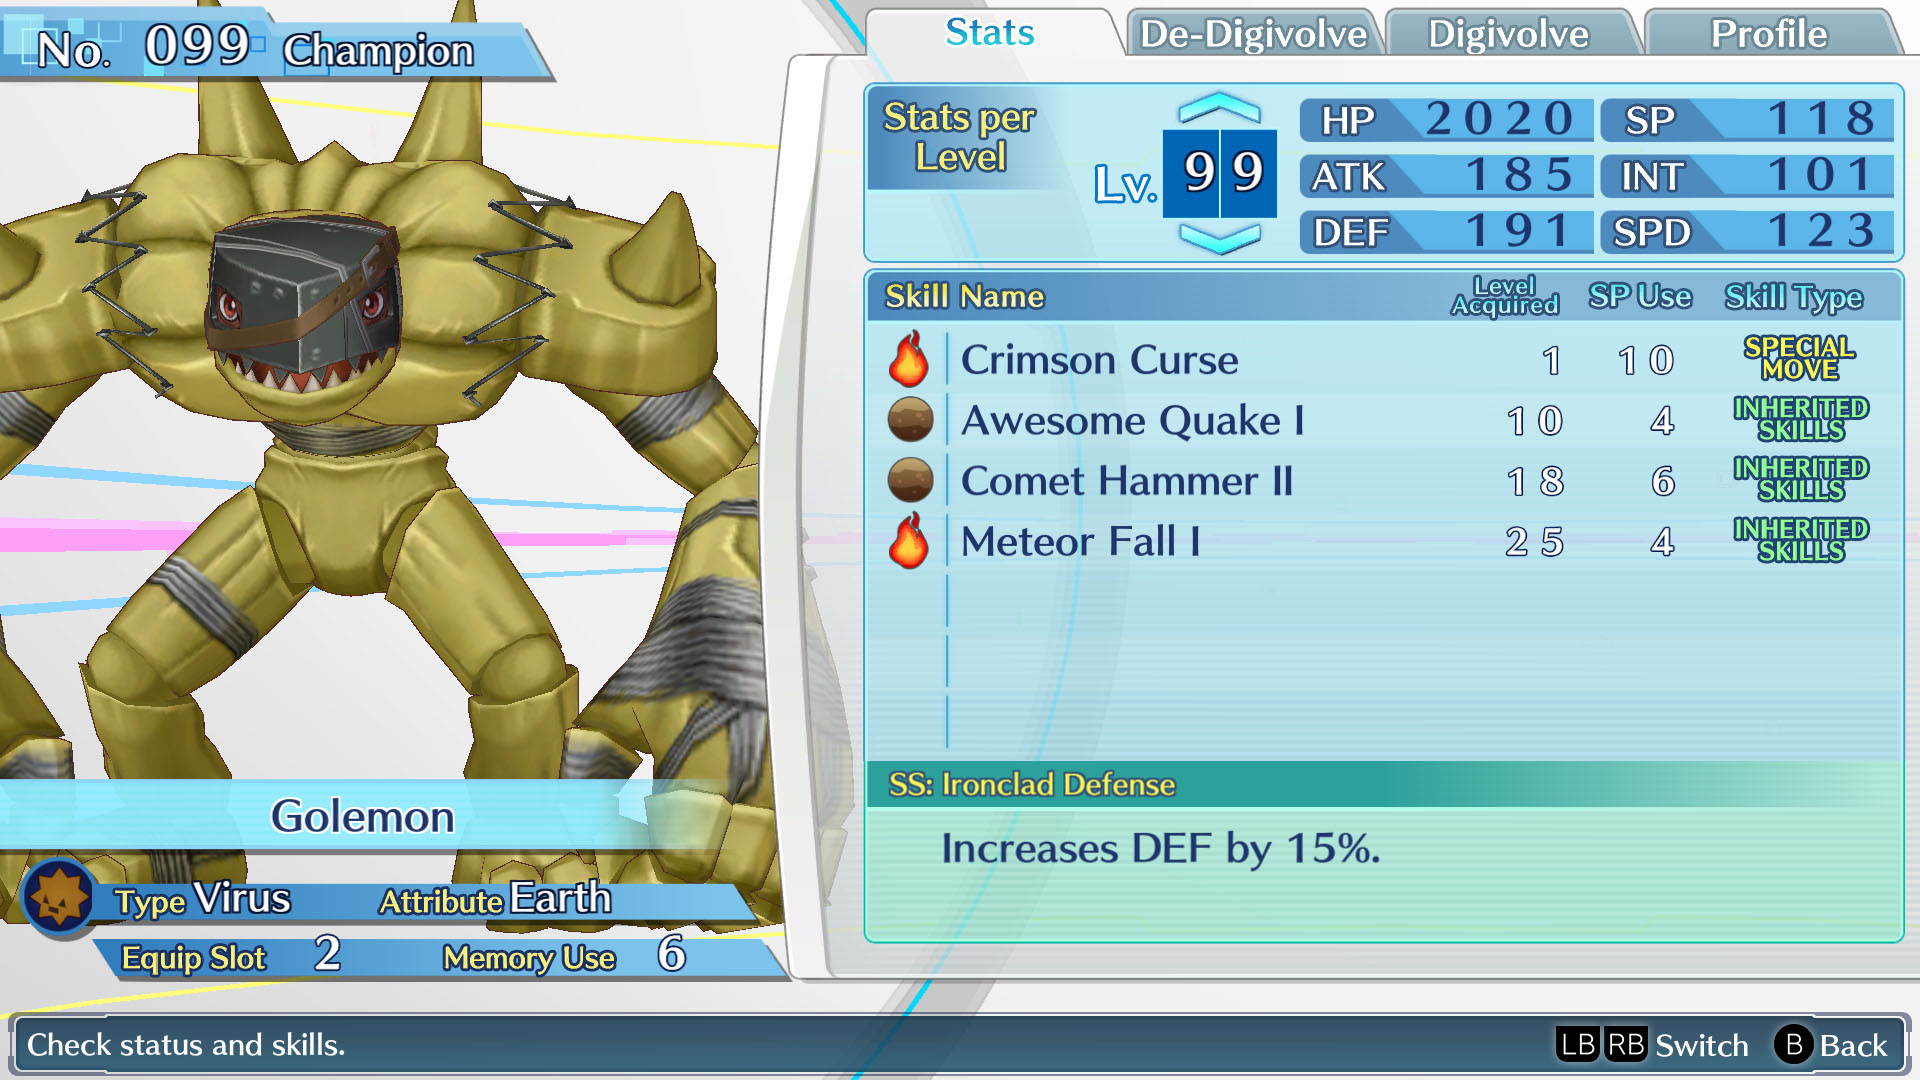 No. 099 Champion
Stats De-Digivolve Digivolve Profile
Stats per
Level
Lv. 99
HP 2020 SP 118
ATK 185 INT 101
DEF 191 SPD 123
Skill Name Level Acquired SP Use Skill Type
Crimson Curse 1 10 SPECIAL MOVE
Awesome Quake I 10 4 INHERITED SKILLS
Comet Hammer II 18 6 INHERITED SKILLS
Meteor Fall I 25 4 INHERITED SKILLS
SS: Ironclad Defense
Increases DEF by 15%.
Golemon
Type Virus Attribute Earth
Equip Slot 2 Memory Use 6
Check status and skills.
LB RB Switch B Back